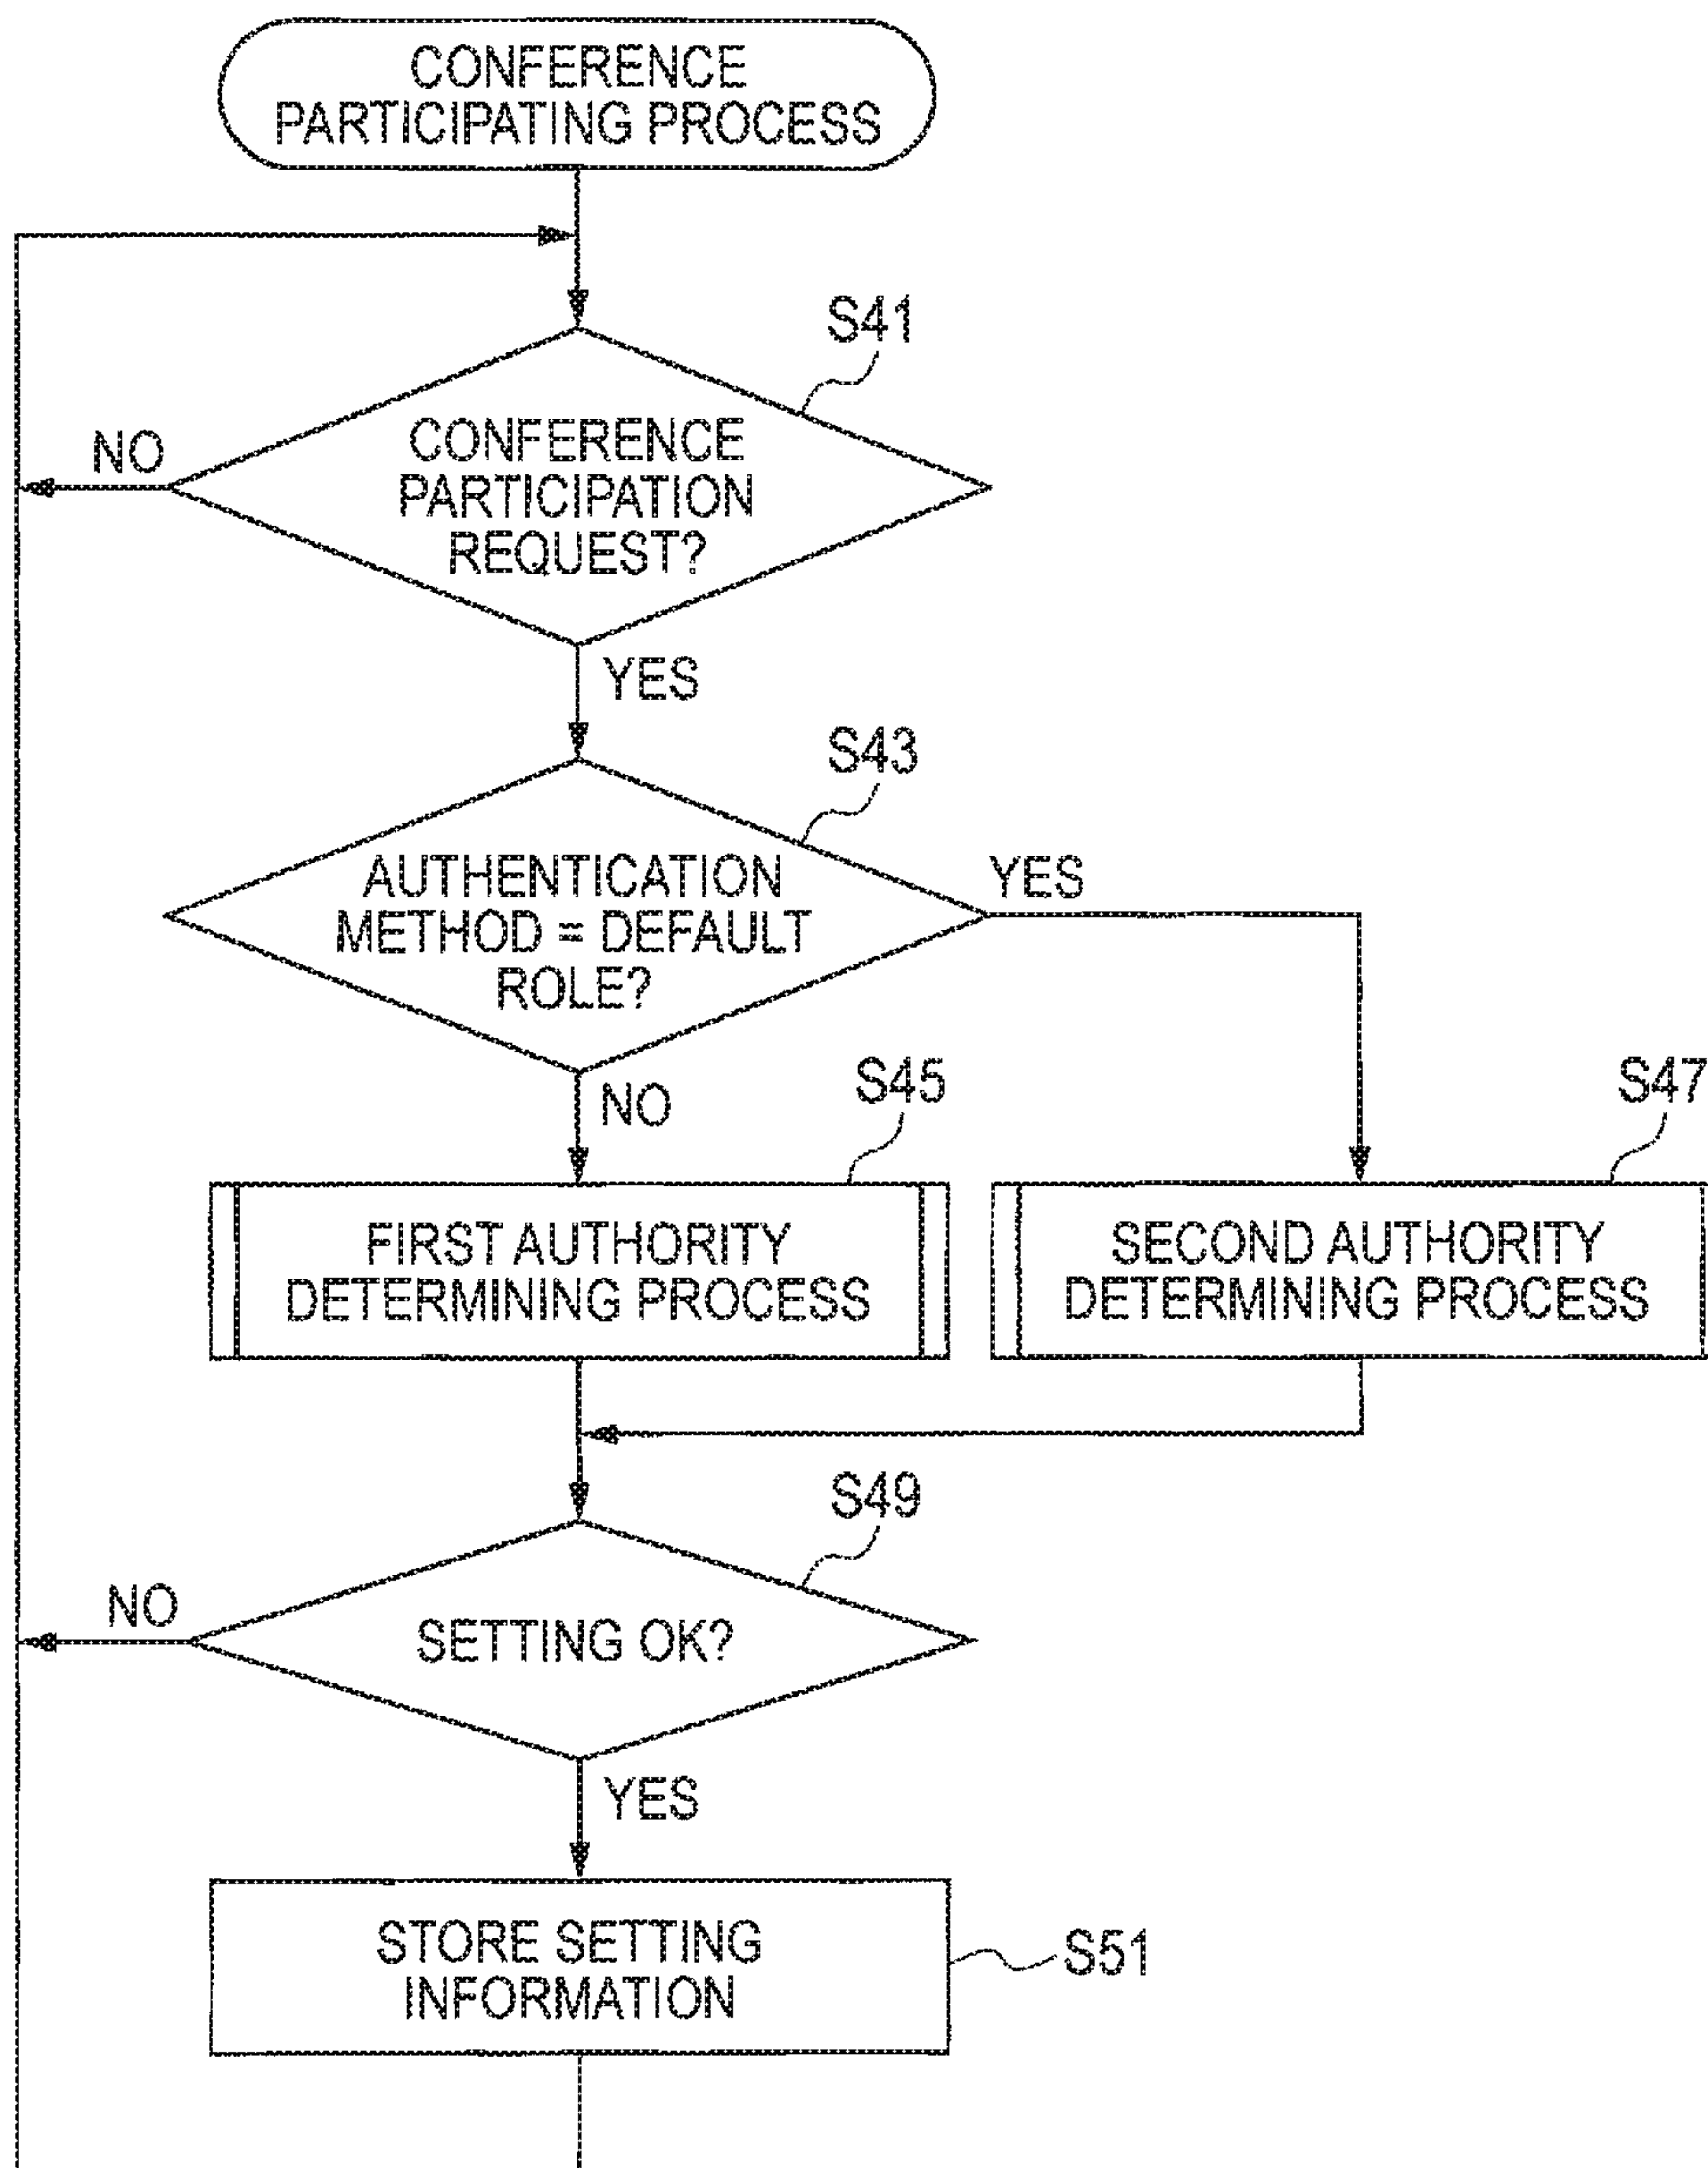 CONFERENCE
PARTICIPATING PROCESS
S41
CONFERENCE
PARTICIPATION
REQUEST?
NO
YES
S43
AUTHENTICATION
METHOD = DEFAULT
ROLE?
YES
NO
S45
FIRST AUTHORITY
DETERMINING PROCESS
S47
SECOND AUTHORITY
DETERMINING PROCESS
S49
SETTING OK?
NO
YES
STORE SETTING
INFORMATION
S51